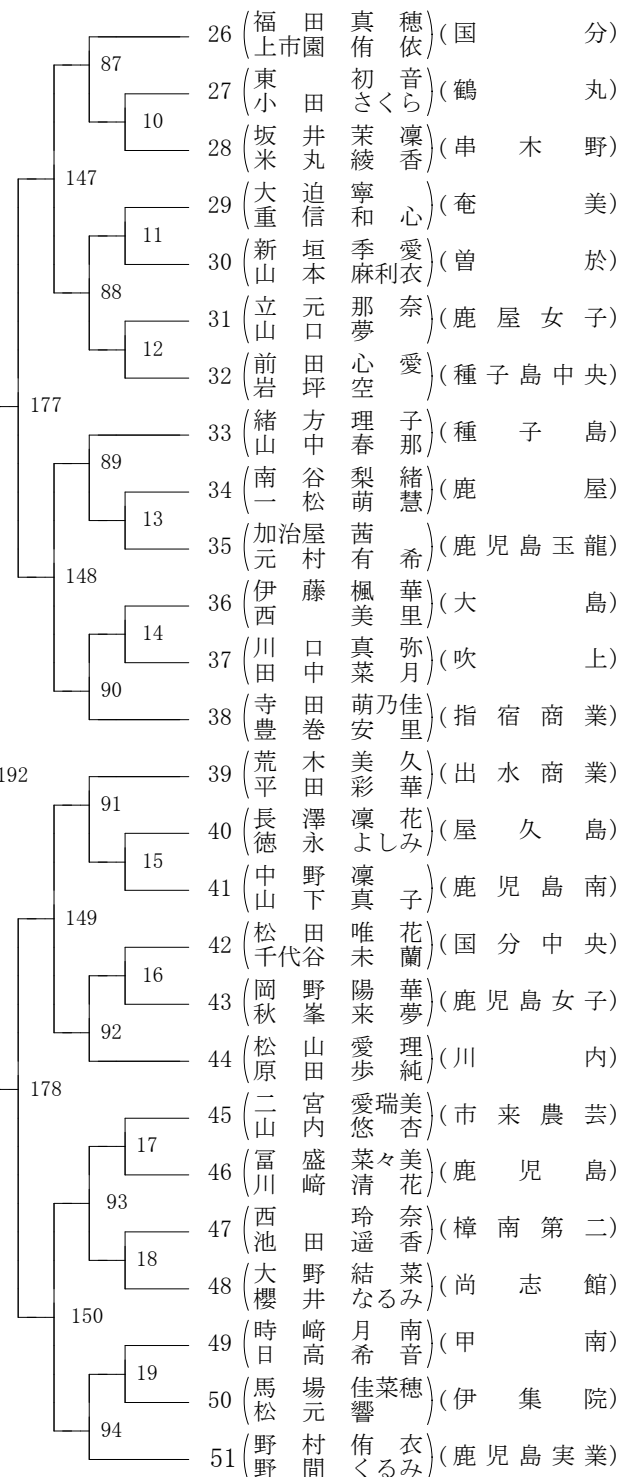 26 (福田真穂 上市園侑依) (国分)
87
27 (東初音 小田さくら) (鶴丸)
10
28 (坂井茉凜 米丸綾香) (串木野)
147
29 (大迫寧 重信和心) (奄美)
11
30 (新垣季愛 山本麻利衣) (曽於)
88
31 (立元那奈 山口夢) (鹿屋女子)
12
32 (前田心愛 岩坪空) (種子島中央)
177
33 (緒方理子 山中春那) (種子島)
89
34 (南谷梨緒 一松萌慧) (鹿屋)
13
35 (加治屋茜 元村有希) (鹿児島玉龍)
148
36 (伊藤楓華 西美里) (大島)
14
37 (川口真弥 田中菜月) (吹上)
90
38 (寺田萌乃佳 豊巻安里) (指宿商業)
192
39 (荒木美久 平田彩華) (出水商業)
91
40 (長澤凜花 徳永よしみ) (屋久島)
15
41 (中野凜 山下真子) (鹿児島南)
149
42 (松田唯花 千代谷未蘭) (国分中央)
16
43 (岡野陽華 秋峯来夢) (鹿児島女子)
92
44 (松山愛理 原田歩純) (川内)
178
45 (二宮愛瑞美 山内悠杏) (市来農芸)
17
46 (冨盛菜々美 川﨑清花) (鹿児島)
93
47 (西玲奈 池田遥香) (樟南第二)
18
48 (大野結菜 櫻井なるみ) (尚志館)
150
49 (時﨑月南 日高希音) (甲南)
19
50 (馬場佳菜穂 松元響) (伊集院)
94
51 (野村侑衣 野間くるみ) (鹿児島実業)